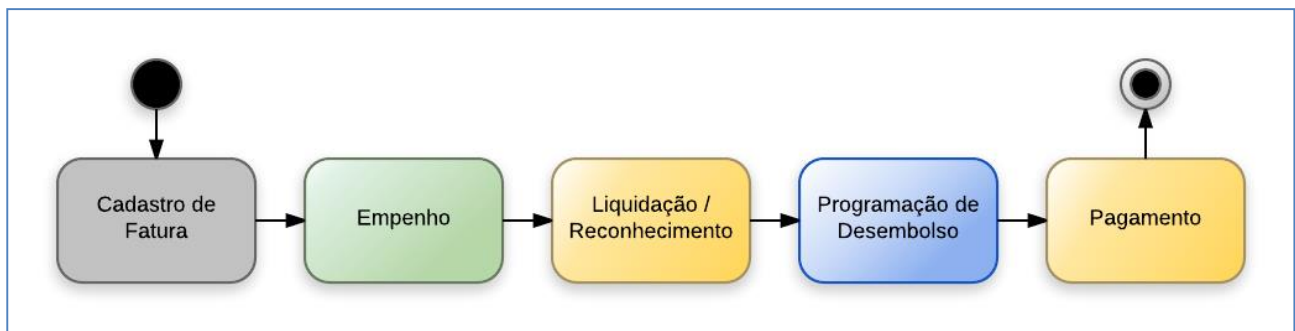 Cadastro de
Fatura
Empenho
Liquidação /
Reconhecimento
Programação de
Desembolso
Pagamento